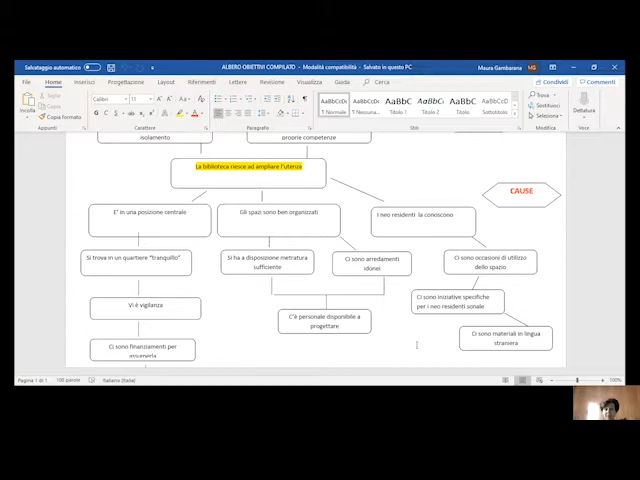 Salvataggio automatico
ALBERO OBIETTIVI COMPILATO - Modalità compatibilità - Salvato in questo PC
Maura Gambarana MG
File Home Inserisci Progettazione Layout Riferimenti Lettere Revisione Visualizza Guida Cerca
Condividi Commenti
Incolla
Taglia
Copia
Copia formato
Calibri 11
G C S ab
AaBbCcDc AaBbCcDc AaBbC AaBbCc AaBbC AaBbCcD
¶ Normale ¶ Nessuna... Titolo 1 Titolo 2 Titolo Sottotitolo
Trova
Sostituisci
Seleziona
Dettatura
Appunti Carattere Paragrafo Stili Modifica Voce
isolamento
proprie competenze
La biblioteca riesce ad ampliare l'utenza
CAUSE
E' in una posizione centrale
Gli spazi sono ben organizzati
I neo residenti la conoscono
Si trova in un quartiere "tranquillo"
Si ha a disposizione metratura
sufficiente
Ci sono arredamenti
idonei
Ci sono occasioni di utilizzo
dello spazio
Vi è vigilanza
Ci sono iniziative specifiche
per i neo residenti sonale
C'è personale disponibile a
progettare
Ci sono materiali in lingua
straniera
Ci sono finanziamenti per
assumerla
Pagina 1 di 1 100 parole Italiano (Italia)
100%